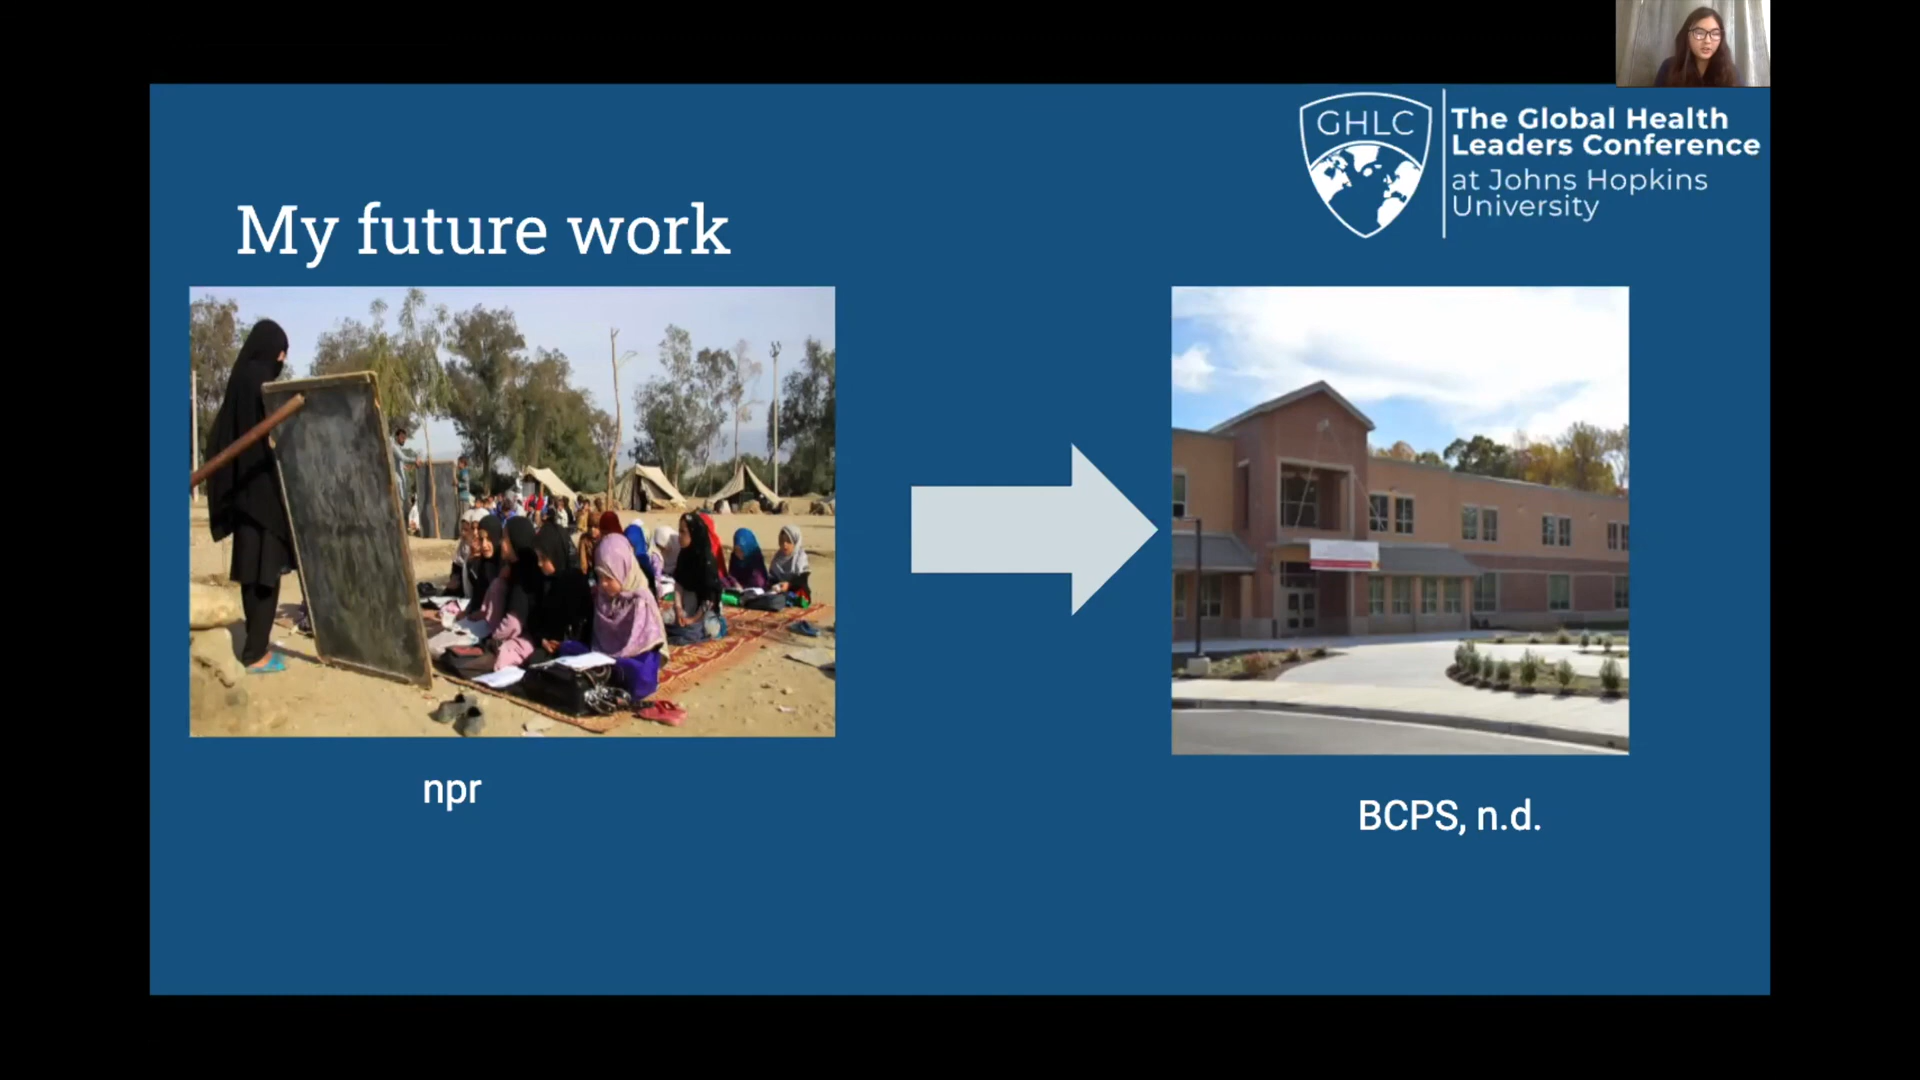 GHLC
The Global Health
Leaders Conference
at Johns Hopkins
University
My future work
npr
BCPS, n.d.